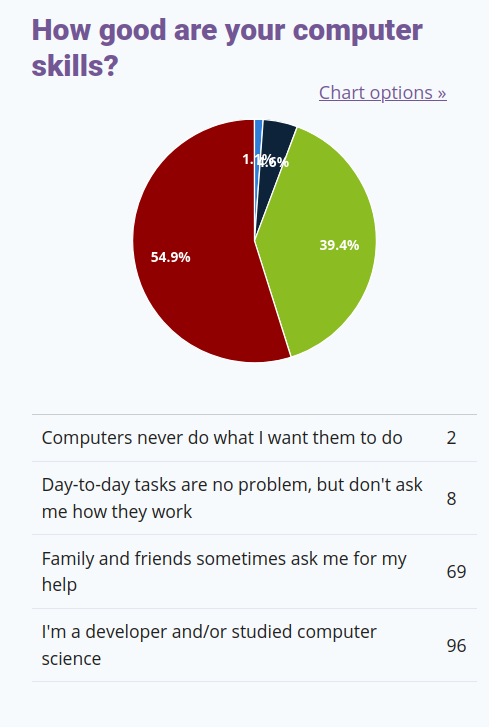 How good are your computer
skills?
Chart options »
1.1%
4.6%
39.4%
54.9%
Computers never do what I want them to do 2
Day-to-day tasks are no problem, but don't ask
me how they work 8
Family and friends sometimes ask me for my
help 69
I'm a developer and/or studied computer
science 96